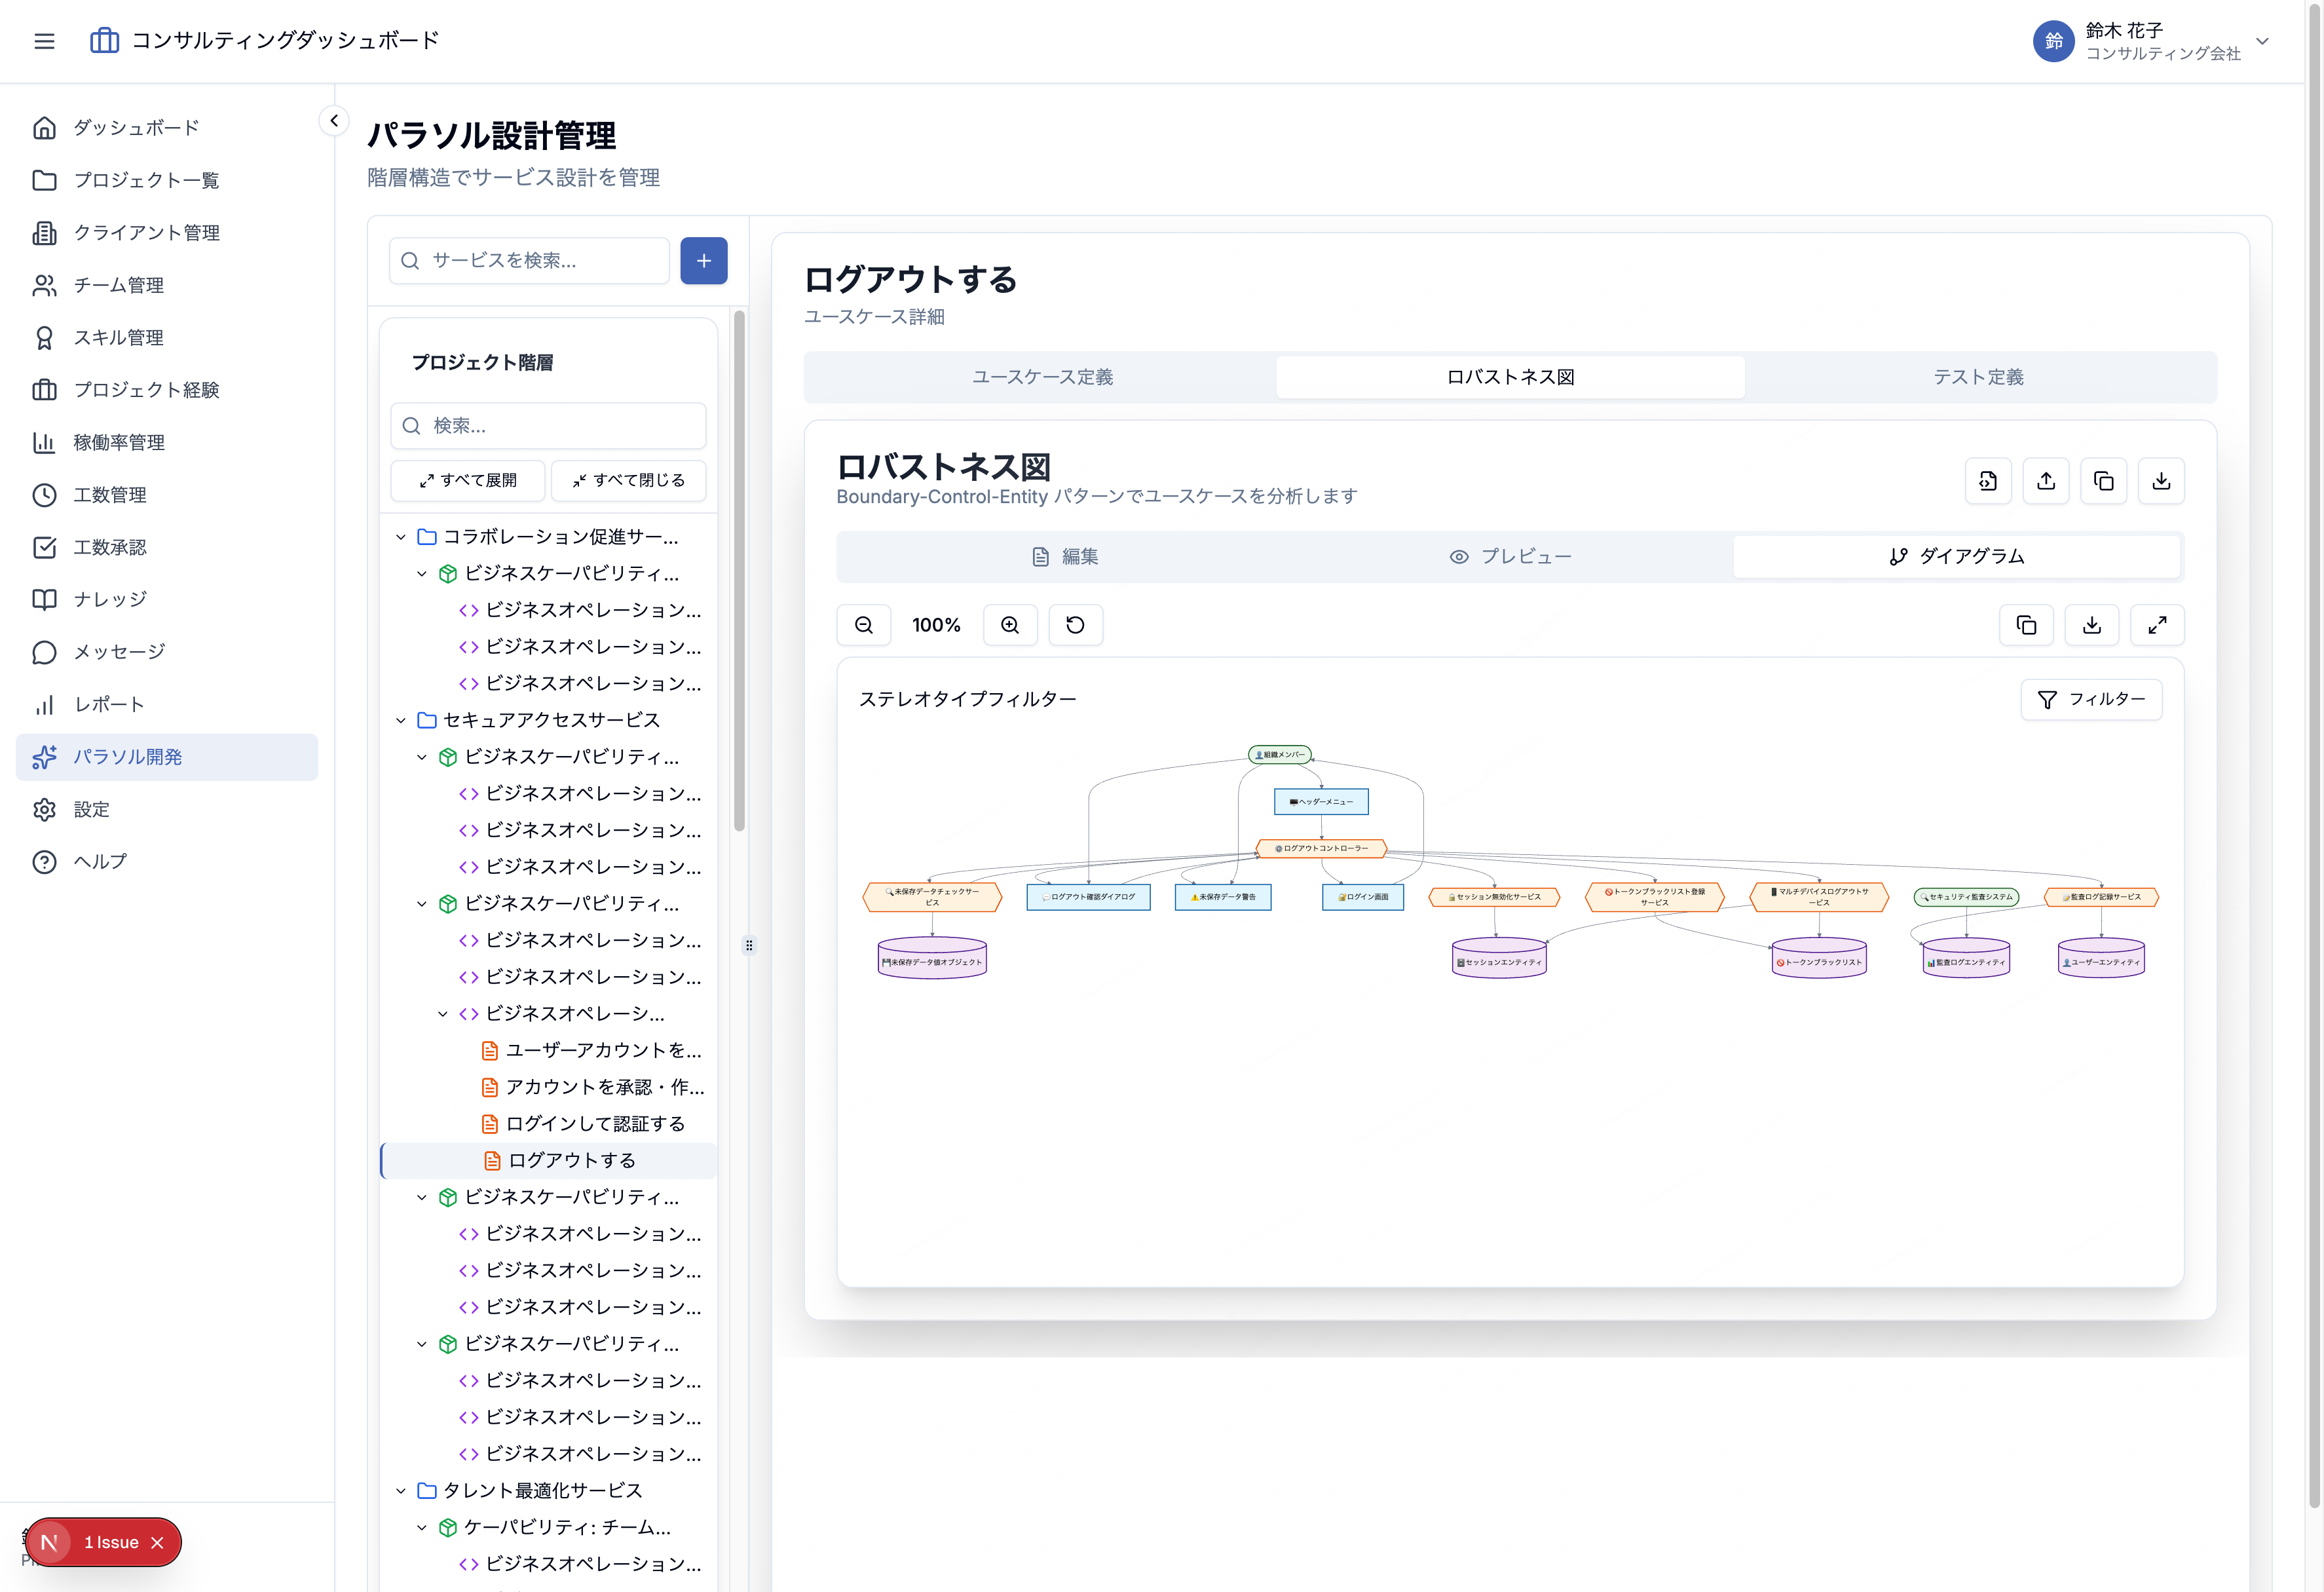 コンサルティングダッシュボード
鈴
鈴木 花子
コンサルティング会社
ダッシュボード
プロジェクト一覧
クライアント管理
チーム管理
スキル管理
プロジェクト経験
稼働率管理
工数管理
工数承認
ナレッジ
メッセージ
レポート
パラソル開発
設定
ヘルプ
N 1 Issue
パラソル設計管理
階層構造でサービス設計を管理
サービスを検索...
プロジェクト階層
検索...
すべて展開
すべて閉じる
コラボレーション促進サー...
ビジネスケーパビリティ...
ビジネスオペレーション...
ビジネスオペレーション...
ビジネスオペレーション...
セキュアアクセスサービス
ビジネスケーパビリティ...
ビジネスオペレーション...
ビジネスオペレーション...
ビジネスオペレーション...
ビジネスケーパビリティ...
ビジネスオペレーション...
ビジネスオペレーション...
ビジネスオペレーシ...
ユーザーアカウントを...
アカウントを承認・作...
ログインして認証する
ログアウトする
ビジネスケーパビリティ...
ビジネスオペレーション...
ビジネスオペレーション...
ビジネスオペレーション...
ビジネスケーパビリティ...
ビジネスオペレーション...
ビジネスオペレーション...
ビジネスオペレーション...
タレント最適化サービス
ケーパビリティ: チーム...
ビジネスオペレーション...
ログアウトする
ユースケース詳細
ユースケース定義
ロバストネス図
テスト定義
ロバストネス図
Boundary-Control-Entity パターンでユースケースを分析します
編集
プレビュー
ダイアグラム
100%
ステレオタイプフィルター
フィルター
組織メンバー
ヘッダーメニュー
ログアウトコントローラー
未保存データチェックサー
ビス
ログアウト確認ダイアログ
未保存データ警告
ログイン画面
セッション無効化サービス
トークンブラックリスト登録
サービス
マルチデバイスログアウトサ
ービス
セキュリティ監査システム
監査ログ記録サービス
未保存データ値オブジェクト
セッションエンティティ
トークンブラックリスト
監査ログエンティティ
ユーザーエンティティ